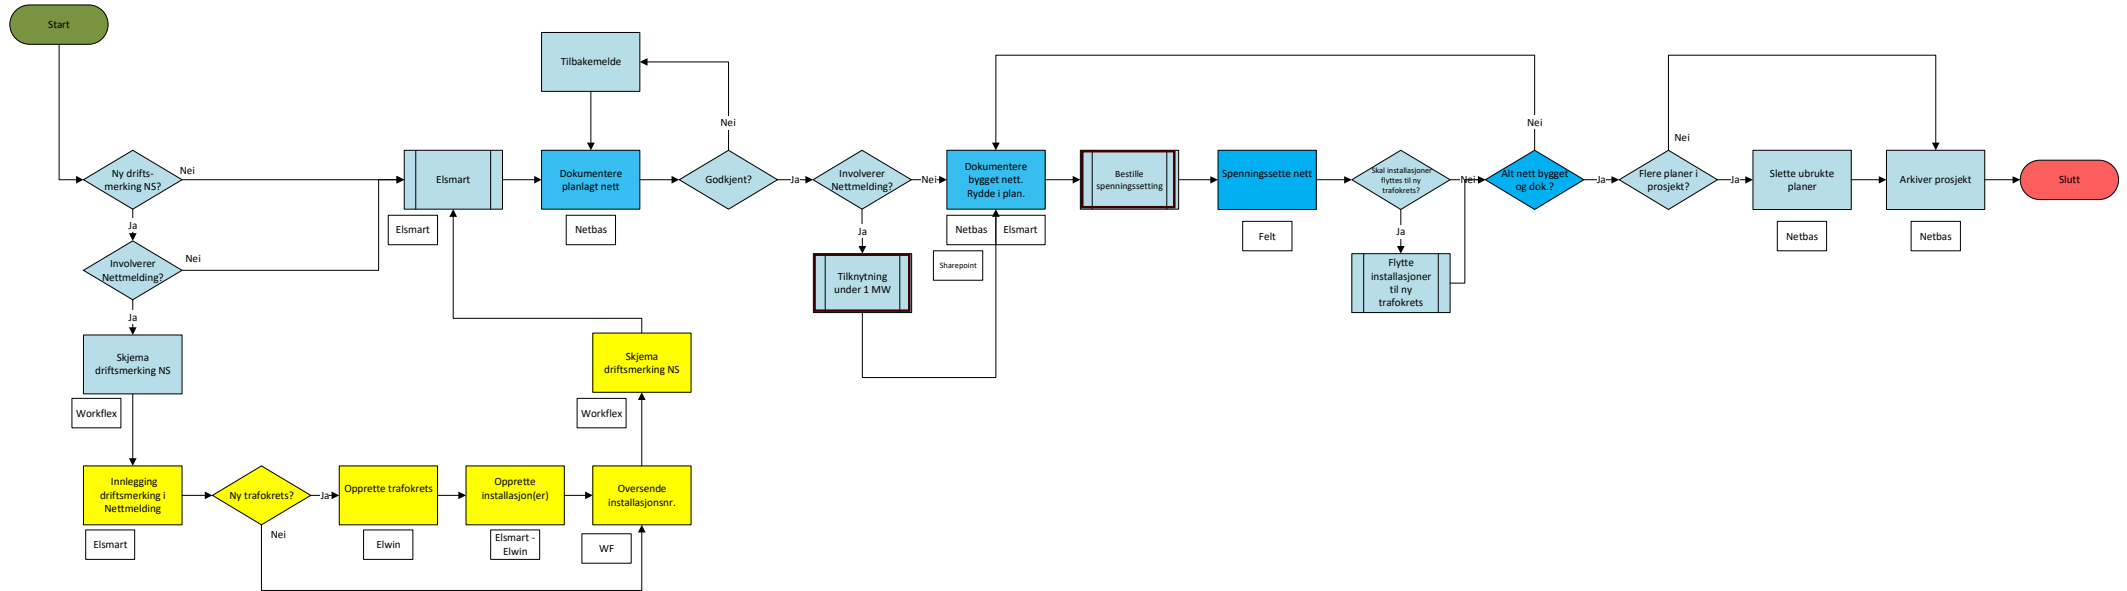 Start
Ny drifts-
merking NS?
Nei
Ja
Involverer
Nettmelding?
Nei
Ja
Skjema
driftsmerking NS
Workflex
Innlegging
driftsmerking i
Nettmelding
Elsmart
Ny trafokrets?
Ja
Nei
Opprette trafokrets
Elwin
Opprette
installasjon(er)
Elsmart -
Elwin
Oversende
installasjonsnr.
WF
Skjema
driftsmerking NS
Workflex
Elsmart
Elsmart
Tilbakemelde
Dokumentere
planlagt nett
Netbas
Godkjent?
Nei
Ja
Involverer
Nettmelding?
Nei
Ja
Tilknytning
under 1 MW
Dokumentere
bygget nett.
Rydde i plan.
Netbas
Elsmart
Sharepoint
Bestille
spenningssetting
Spenningssette nett
Felt
Skal installasjoner
flyttes til ny
trafokrets?
Nei
Ja
Flytte
installasjoner
til ny
trafokrets
Alt nett bygget
og dok.?
Nei
Ja
Flere planer i
prosjekt?
Nei
Ja
Slette ubrukte
planer
Netbas
Arkiver prosjekt
Netbas
Slutt